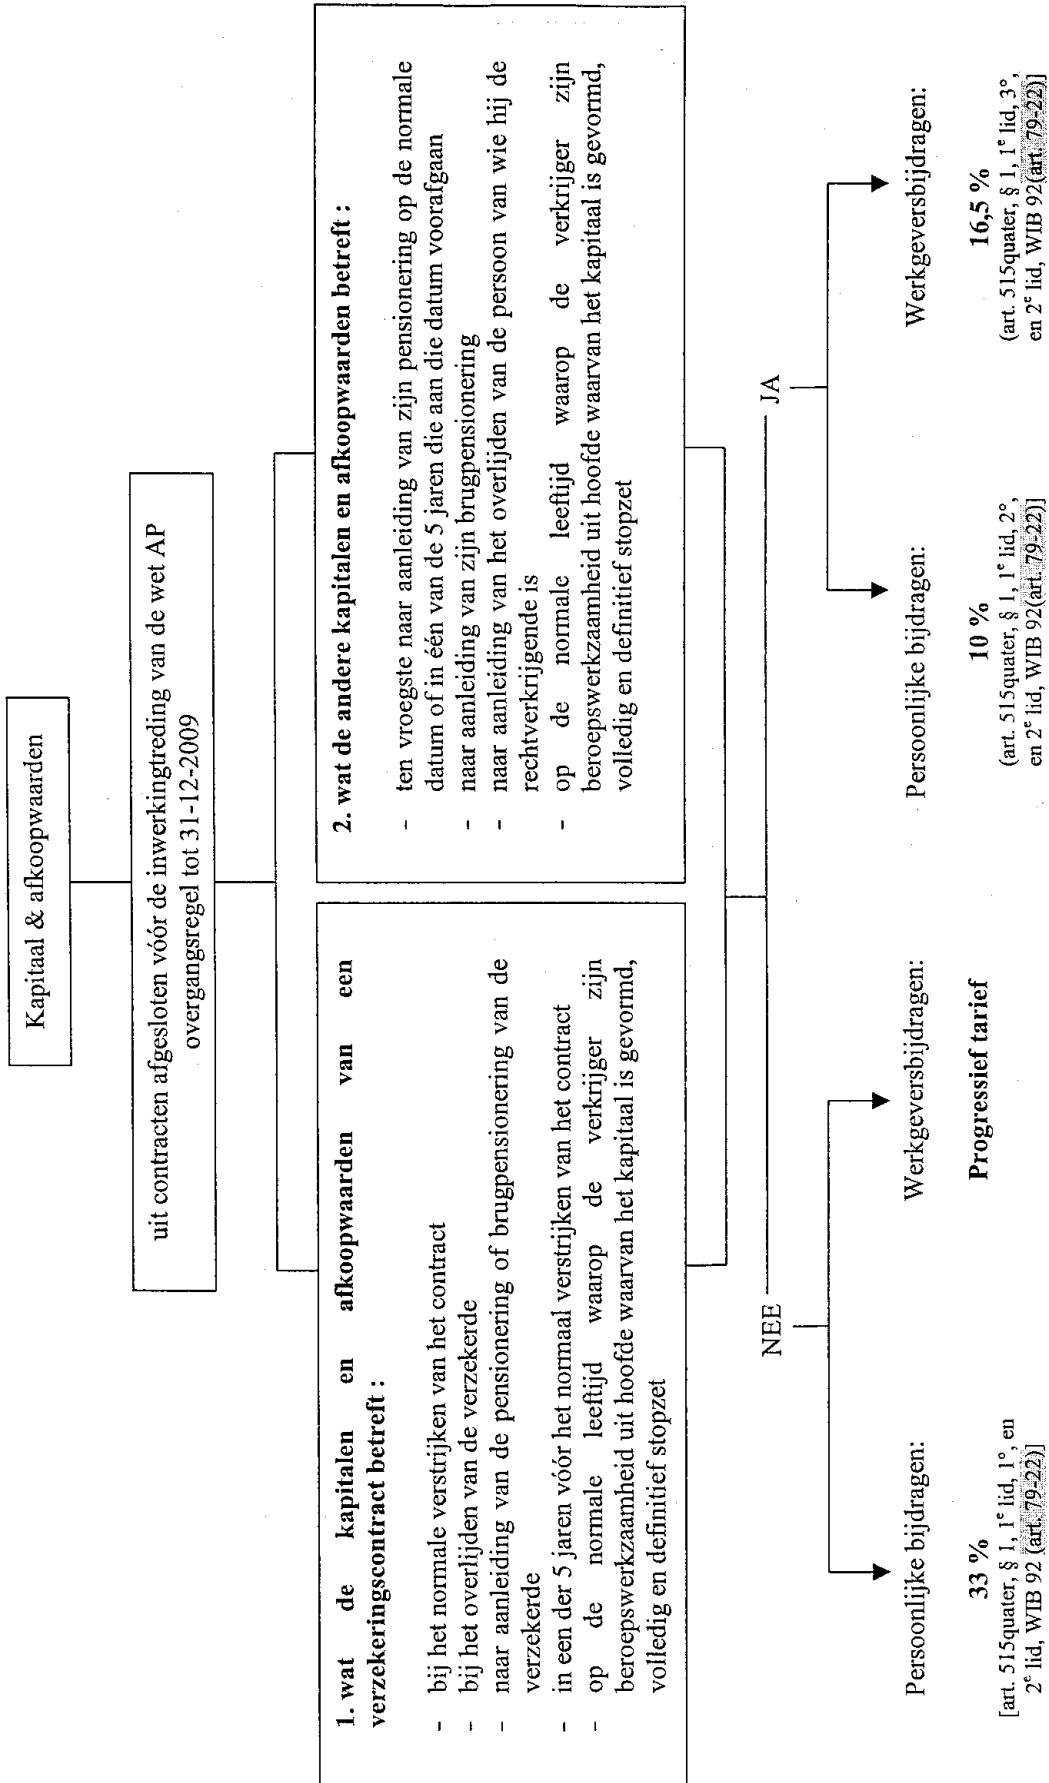 Kapitaal & afkoopwaarden
uit contracten afgesloten vóór de inwerkingtreding van de wet AP
overgangsregel tot 31-12-2009
1. wat de kapitalen en afkoopwaarden van een
verzekeringscontract betreft :
- bij het normale verstrijken van het contract
- bij het overlijden van de verzekerde
- naar aanleiding van de pensionering of brugpensionering van de
verzekerde
- in een der 5 jaren vóór het normaal verstrijken van het contract
- op de normale leeftijd waarop de verkrijger zijn
beroepswerkzaamheid uit hoofde waarvan het kapitaal is gevormd,
volledig en definitief stopzet
2. wat de andere kapitalen en afkoopwaarden betreft :
- ten vroegste naar aanleiding van zijn pensionering op de normale
datum of in één van de 5 jaren die aan die datum voorafgaan
- naar aanleiding van zijn brugpensionering
- naar aanleiding van het overlijden van de persoon van wie hij de
rechtverkrijgende is
- op de normale leeftijd waarop de verkrijger zijn
beroepswerkzaamheid uit hoofde waarvan het kapitaal is gevormd,
volledig en definitief stopzet
NEE
JA
Persoonlijke bijdragen:
33 %
[art. 515quater, § 1, 1e lid, 1°, en
2e lid, WIB 92 (art. 79-22)]
Werkgeversbijdragen:
Progressief tarief
Persoonlijke bijdragen:
10 %
(art. 515quater, § 1, 1e lid, 2°,
en 2e lid, WIB 92(art. 79-22)]
Werkgeversbijdragen:
16,5 %
(art. 515quater, § 1, 1e lid, 3°,
en 2e lid, WIB 92(art. 79-22)]